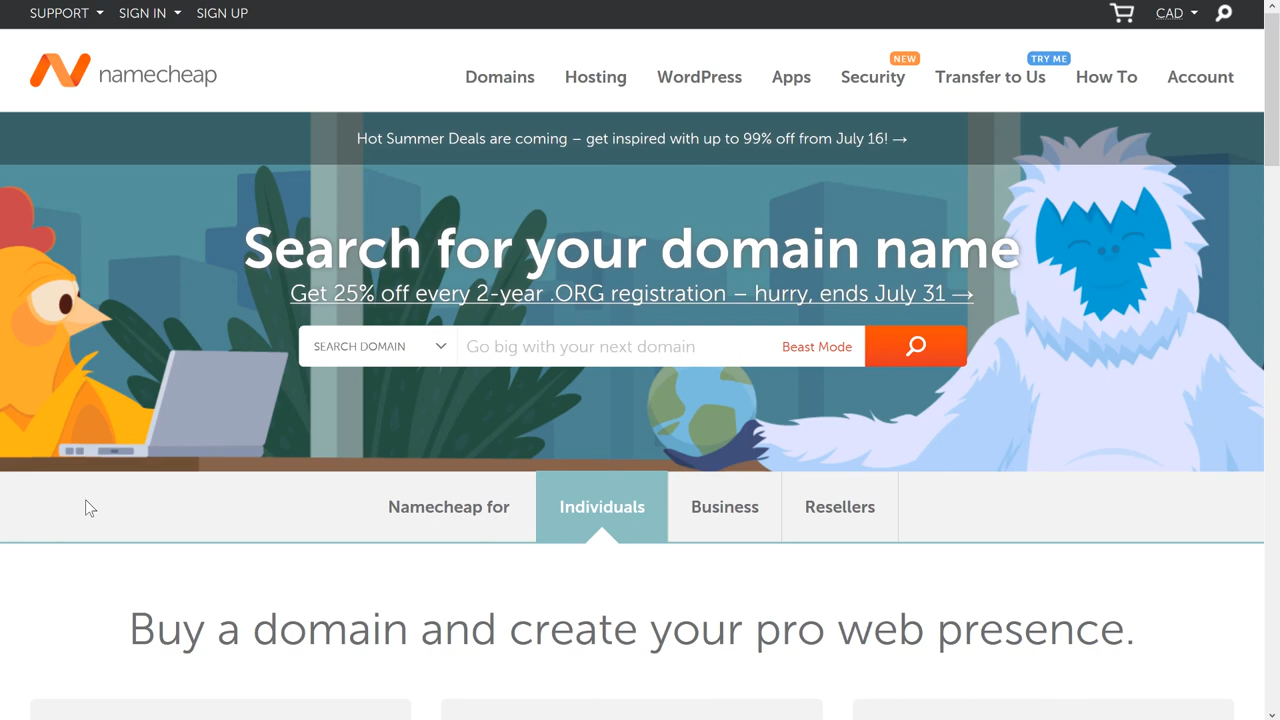 SUPPORT SIGN IN SIGN UP CAD
namecheap
NEW TRY ME
Domains Hosting WordPress Apps Security Transfer to Us How To Account
Hot Summer Deals are coming – get inspired with up to 99% off from July 16! →
Search for your domain name
Get 25% off every 2-year .ORG registration – hurry, ends July 31 →
SEARCH DOMAIN Go big with your next domain Beast Mode
Namecheap for Individuals Business Resellers
Buy a domain and create your pro web presence.